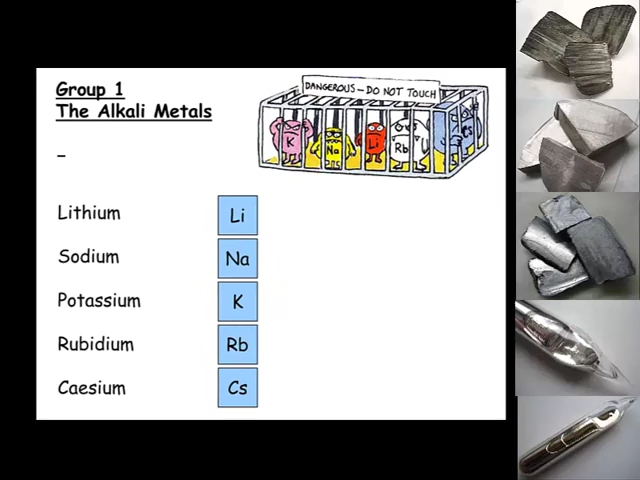 Group 1
The Alkali Metals
DANGEROUS – DO NOT TOUCH
K
Na
Li
Rb
Cs
–
Lithium Li
Sodium Na
Potassium K
Rubidium Rb
Caesium Cs